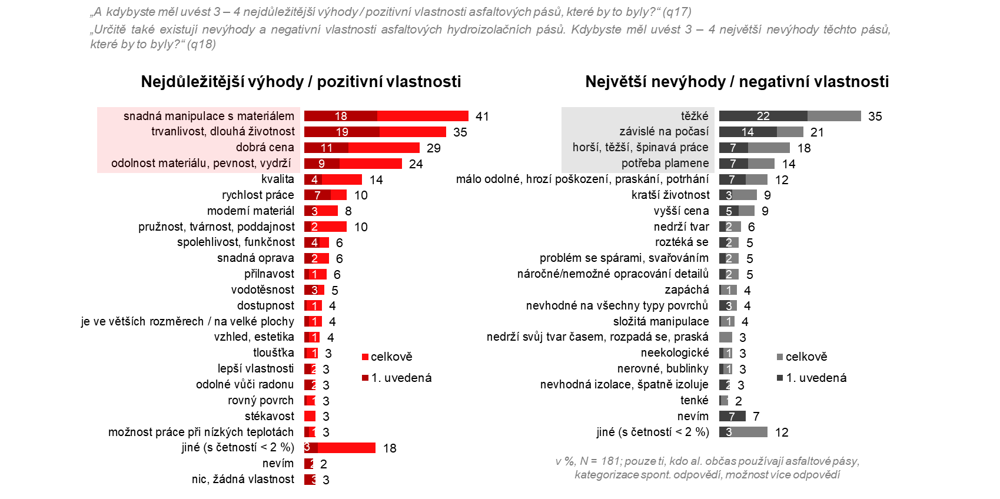 „A kdybyste měl uvést 3 – 4 nejdůležitější výhody / pozitivní vlastnosti asfaltových pásů, které by to byly?“ (q17)
„Určitě také existují nevýhody a negativní vlastnosti asfaltových hydroizolačních pásů. Kdybyste měl uvést 3 – 4 největší nevýhody těchto pásů,
které by to byly?“ (q18)
Nejdůležitější výhody / pozitivní vlastnosti
snadná manipulace s materiálem 18 41
trvanlivost, dlouhá životnost 19 35
dobrá cena 11 29
odolnost materiálu, pevnost, vydrží 9 24
kvalita 4 14
rychlost práce 7 10
moderní materiál 3 8
pružnost, tvárnost, poddajnost 2 10
spolehlivost, funkčnost 4 6
snadná oprava 2 6
přilnavost 1 6
vodotěsnost 3 5
dostupnost 1 4
je ve větších rozměrech / na velké plochy 1 4
vzhled, estetika 1 4
tloušťka 1 3
lepší vlastnosti 2 3
odolné vůči radonu 2 3
rovný povrch 1 3
stékavost 3
možnost práce při nízkých teplotách 1 3
jiné (s četností < 2 %) 3 18
nevím 2 2
nic, žádná vlastnost 3 3
celkově
1. uvedená
Největší nevýhody / negativní vlastnosti
těžké 22 35
závislé na počasí 14 21
horší, těžší, špinavá práce 7 18
potřeba plamene 7 14
málo odolné, hrozí poškození, praskání, potrhání 7 12
kratší životnost 3 9
vyšší cena 5 9
nedrží tvar 2 6
roztéká se 2 5
problém se spárami, svařováním 2 5
náročné/nemožné opracování detailů 2 5
zapáchá 1 4
nevhodné na všechny typy povrchů 3 4
složitá manipulace 1 4
nedrží svůj tvar časem, rozpadá se, praská 3
neekologické 1 3
nerovné, bublinky 1 3
nevhodná izolace, špatně izoluje 2 3
tenké 1 2
nevím 7 7
jiné (s četností < 2 %) 3 12
celkově
1. uvedená
v %, N = 181; pouze ti, kdo al. občas používají asfaltové pásy,
kategorizace spont. odpovědí, možnost více odpovědí